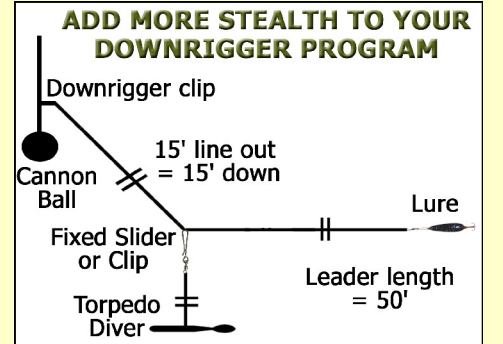 ADD MORE STEALTH TO YOUR
DOWNRIGGER PROGRAM
Downrigger clip
15' line out
= 15' down
Cannon
Ball
Lure
Fixed Slider
or Clip
Leader length
= 50'
Torpedo
Diver